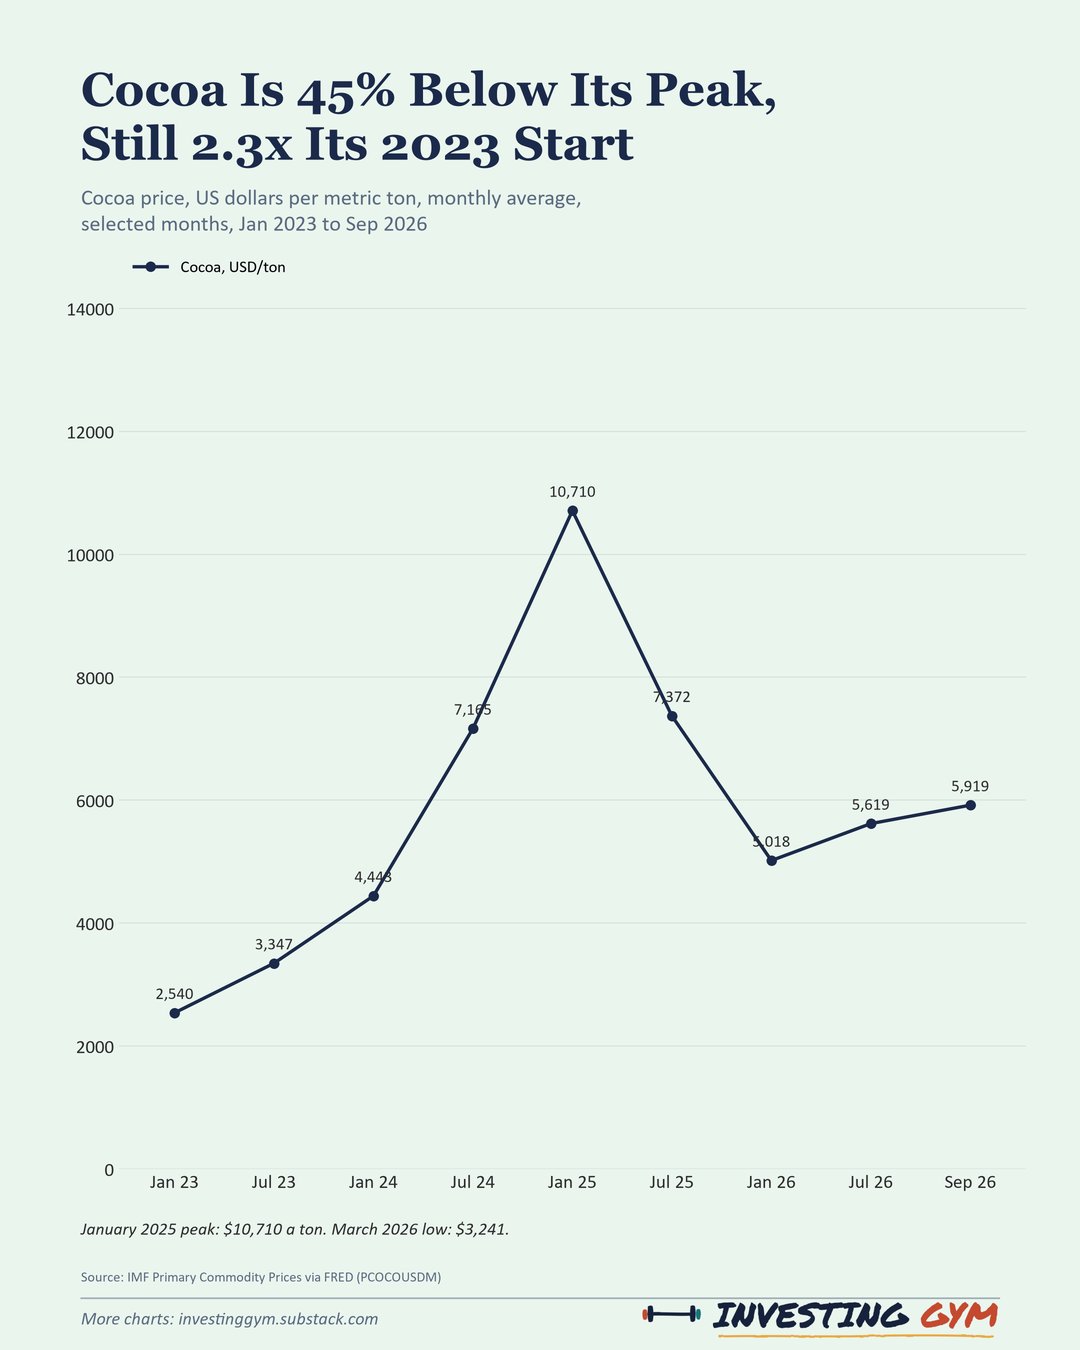 Cocoa Is 45% Below Its Peak,
Still 2.3x Its 2023 Start
Cocoa price, US dollars per metric ton, monthly average,
selected months, Jan 2023 to Sep 2026
Cocoa, USD/ton
14000
12000
10,710
10000
8000
7,165
7,372
6000
5,919
5,619
5,018
4,443
4000
3,347
2,540
2000
0
Jan 23 Jul 23 Jan 24 Jul 24 Jan 25 Jul 25 Jan 26 Jul 26 Sep 26
January 2025 peak: $10,710 a ton. March 2026 low: $3,241.
Source: IMF Primary Commodity Prices via FRED (PCOCOUSDM)
More charts: investinggym.substack.com
INVESTING GYM